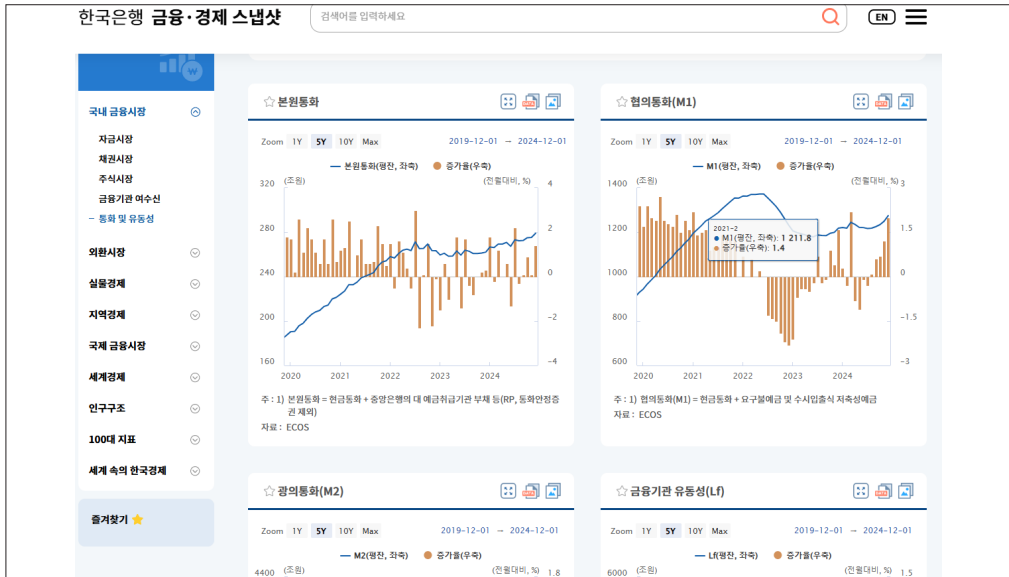 한국은행 금융·경제 스냅샷
검색어를 입력하세요
EN
국내 금융시장
자금시장
채권시장
주식시장
금융기관 여수신
– 통화 및 유동성
외환시장
실물경제
지역경제
국제 금융시장
세계경제
인구구조
100대 지표
세계 속의 한국경제
즐겨찾기
본원통화
Zoom 1Y 5Y 10Y Max 2019-12-01 → 2024-12-01
본원통화(평잔, 좌축) 증가율(우축)
320 (조원) (전월대비, %) 4
280 2
240 0
200 -2
160 -4
2020 2021 2022 2023 2024
주 : 1) 본원통화 = 현금통화 + 중앙은행의 대 예금취급기관 부채 등(RP, 통화안정증
권 제외)
자료 : ECOS
협의통화(M1)
Zoom 1Y 5Y 10Y Max 2019-12-01 → 2024-12-01
M1(평잔, 좌축) 증가율(우축)
1400 (조원) (전월대비, %) 3
1200 1.5
2021-2
● M1(평잔, 좌축): 1 211.8
● 증가율(우축): 1.4
1000 0
800 -1.5
600 -3
2020 2021 2022 2023 2024
주 : 1) 협의통화(M1) = 현금통화 + 요구불예금 및 수시입출식 저축성예금
자료 : ECOS
광의통화(M2)
Zoom 1Y 5Y 10Y Max 2019-12-01 → 2024-12-01
M2(평잔, 좌축) 증가율(우축)
4400 (조원) (전월대비, %) 1.8
금융기관 유동성(Lf)
Zoom 1Y 5Y 10Y Max 2019-12-01 → 2024-12-01
Lf(평잔, 좌축) 증가율(우축)
6000 (조원) (전월대비, %) 1.5